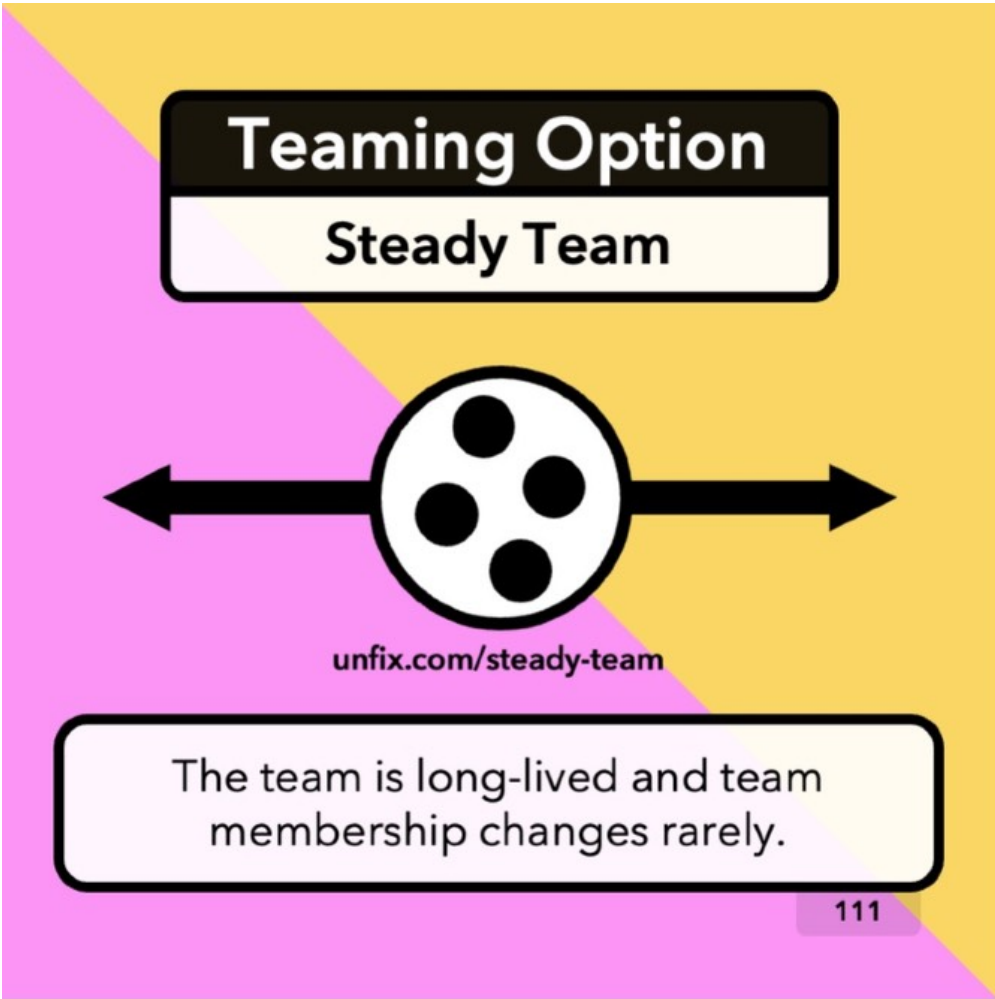 Teaming Option
Steady Team
unfix.com/steady-team
The team is long-lived and team
membership changes rarely.
111